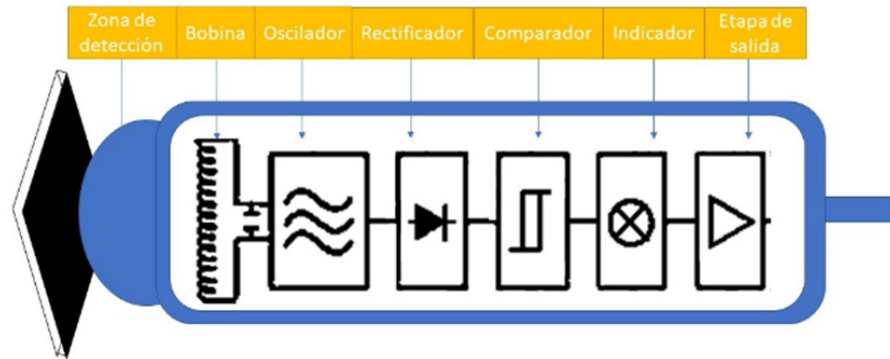 Zona de
detección
Bobina
Oscilador
Rectificador
Comparador
Indicador
Etapa de
salida